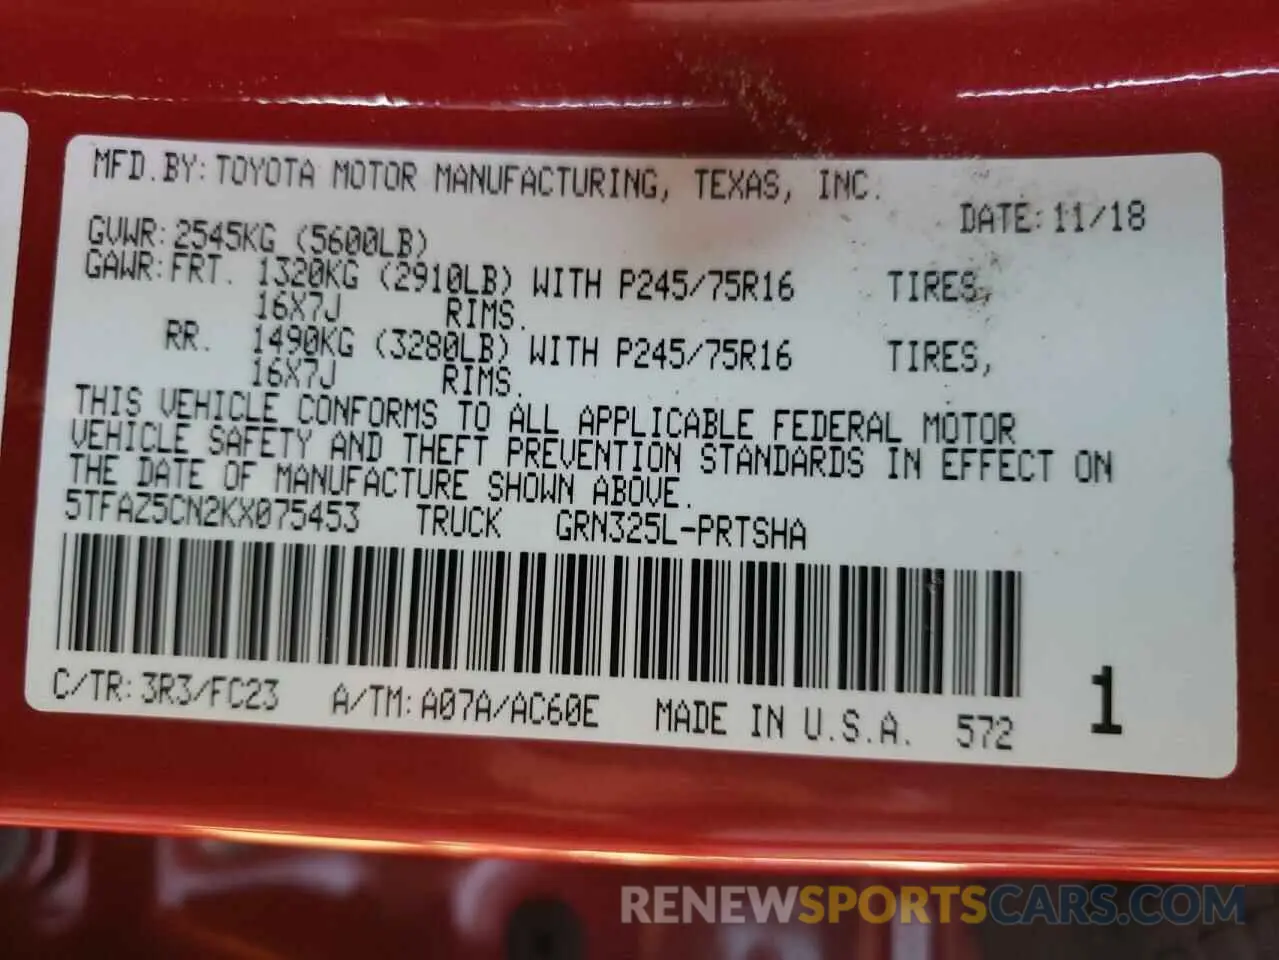 MFD.BY: TOYOTA MOTOR MANUFACTURING, TEXAS, INC.
DATE: 11/18
GVWR: 2545KG (5600LB)
GAWR: FRT. 1320KG (2910LB) WITH P245/75R16 TIRES,
16X7J RIMS.
RR. 1490KG (3280LB) WITH P245/75R16 TIRES,
16X7J RIMS.
THIS VEHICLE CONFORMS TO ALL APPLICABLE FEDERAL MOTOR
VEHICLE SAFETY AND THEFT PREVENTION STANDARDS IN EFFECT ON
THE DATE OF MANUFACTURE SHOWN ABOVE.
5TFAZ5CN2KX075453 TRUCK GRN325L-PRTSHA
C/TR: 3R3/FC23 A/TM: A07A/AC60E MADE IN U.S.A. 572
1
RENEWSPORTSCARS.COM